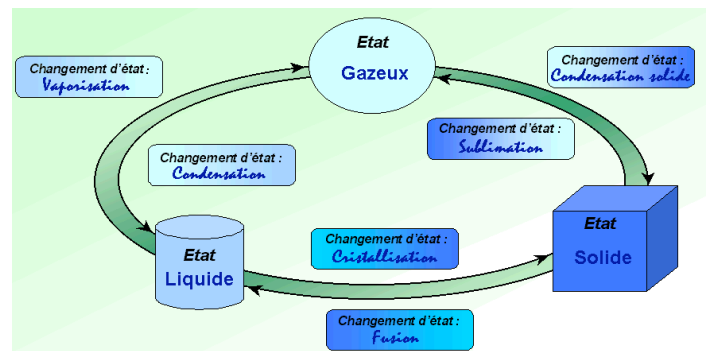 Etat
Gazeux
Changement d'état :
Vaporisation
Changement d'état :
Condensation solide
Changement d'état :
Condensation
Changement d'état :
Sublimation
Etat
Liquide
Changement d'état :
Cristallisation
Etat
Solide
Changement d'état :
Fusion